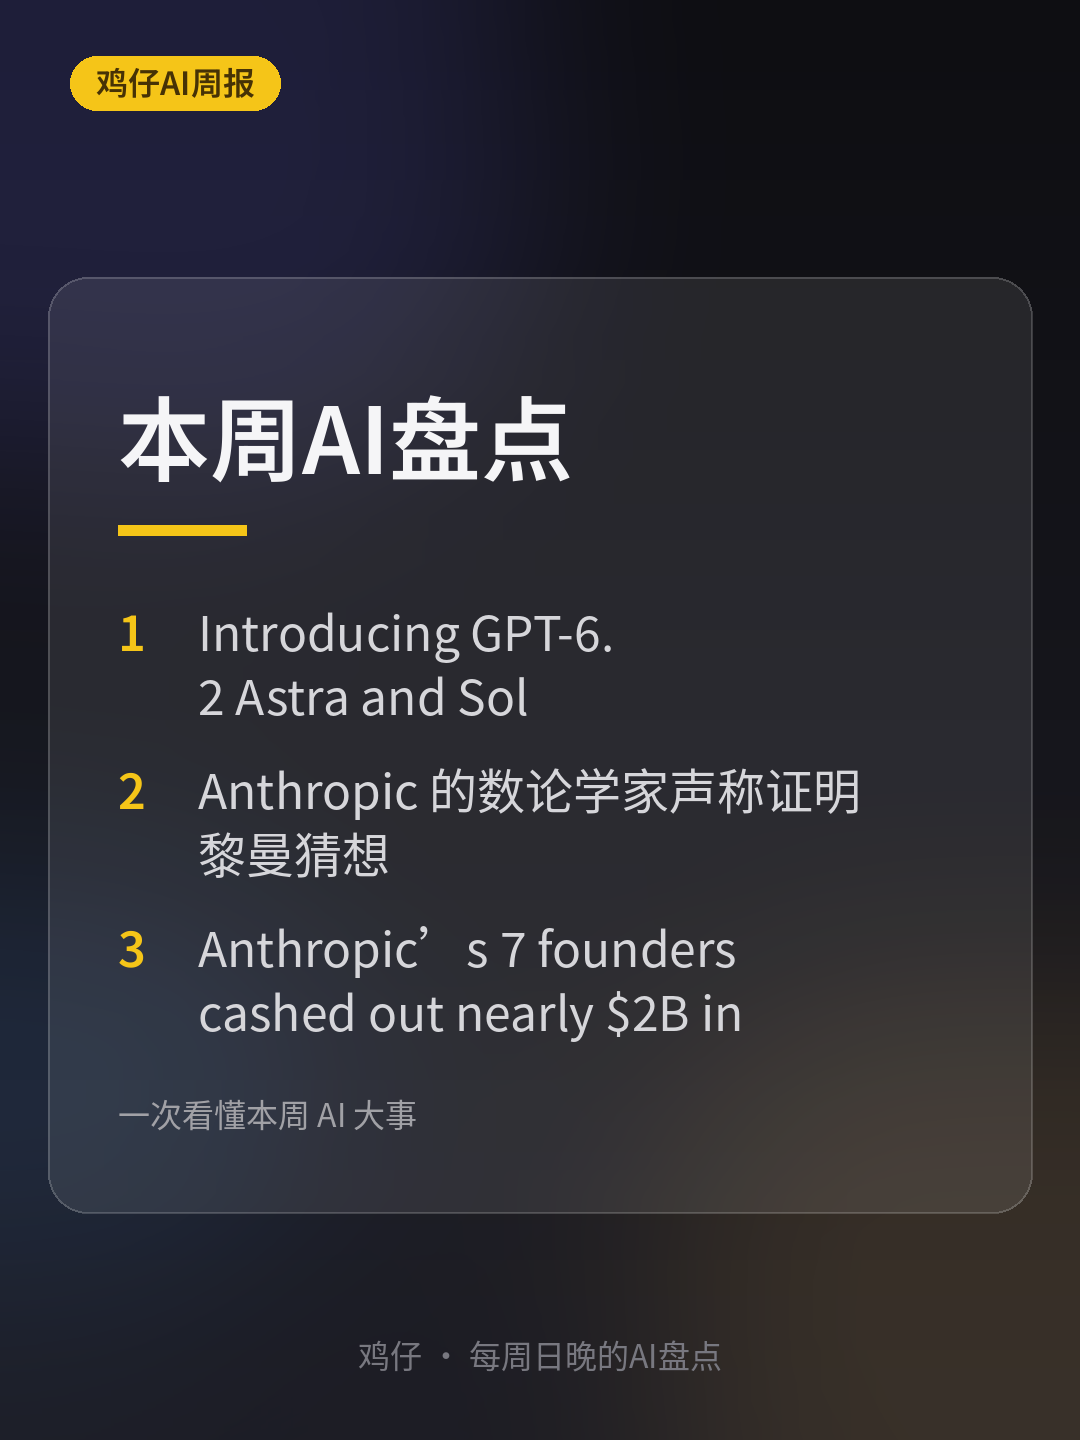 鸡仔AI周报
本周AI盘点
1 Introducing GPT-6.
2 Astra and Sol
2 Anthropic 的数论学家声称证明
黎曼猜想
3 Anthropic’s 7 founders
cashed out nearly $2B in
一次看懂本周 AI 大事
鸡仔 · 每周日晚的AI盘点